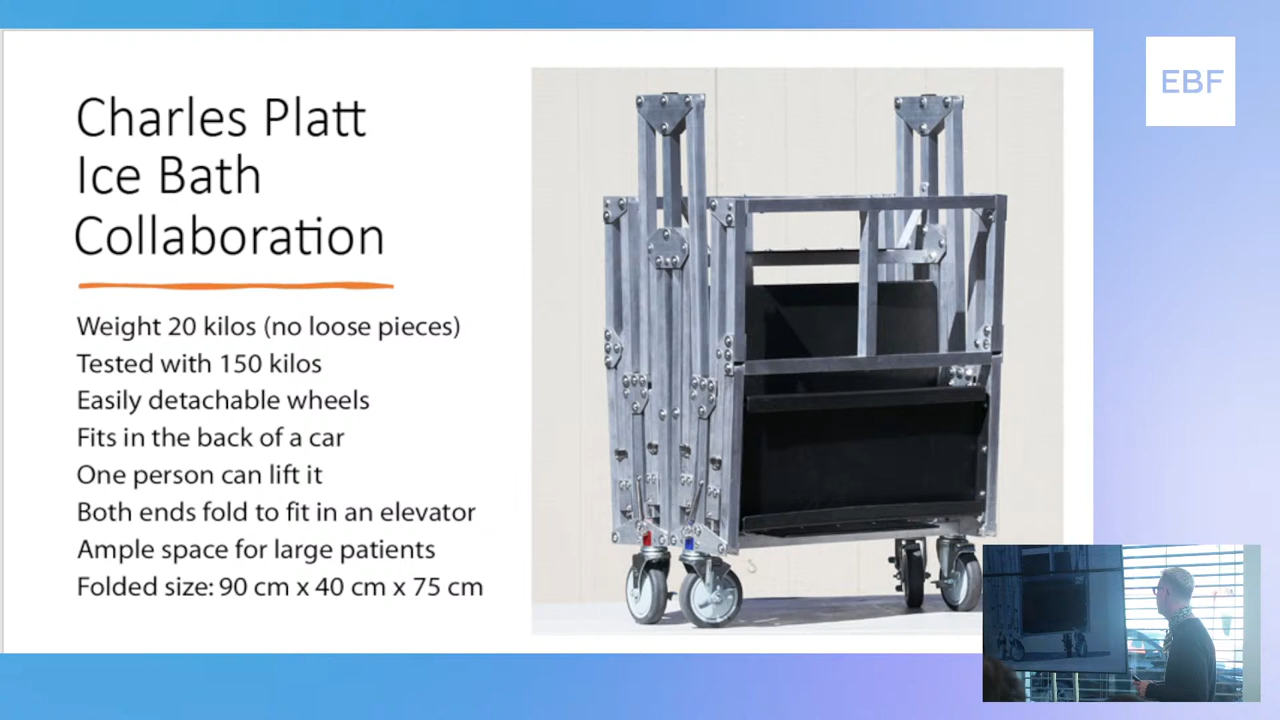 Charles Platt
Ice Bath
Collaboration
Weight 20 kilos (no loose pieces)
Tested with 150 kilos
Easily detachable wheels
Fits in the back of a car
One person can lift it
Both ends fold to fit in an elevator
Ample space for large patients
Folded size: 90 cm x 40 cm x 75 cm
EBF